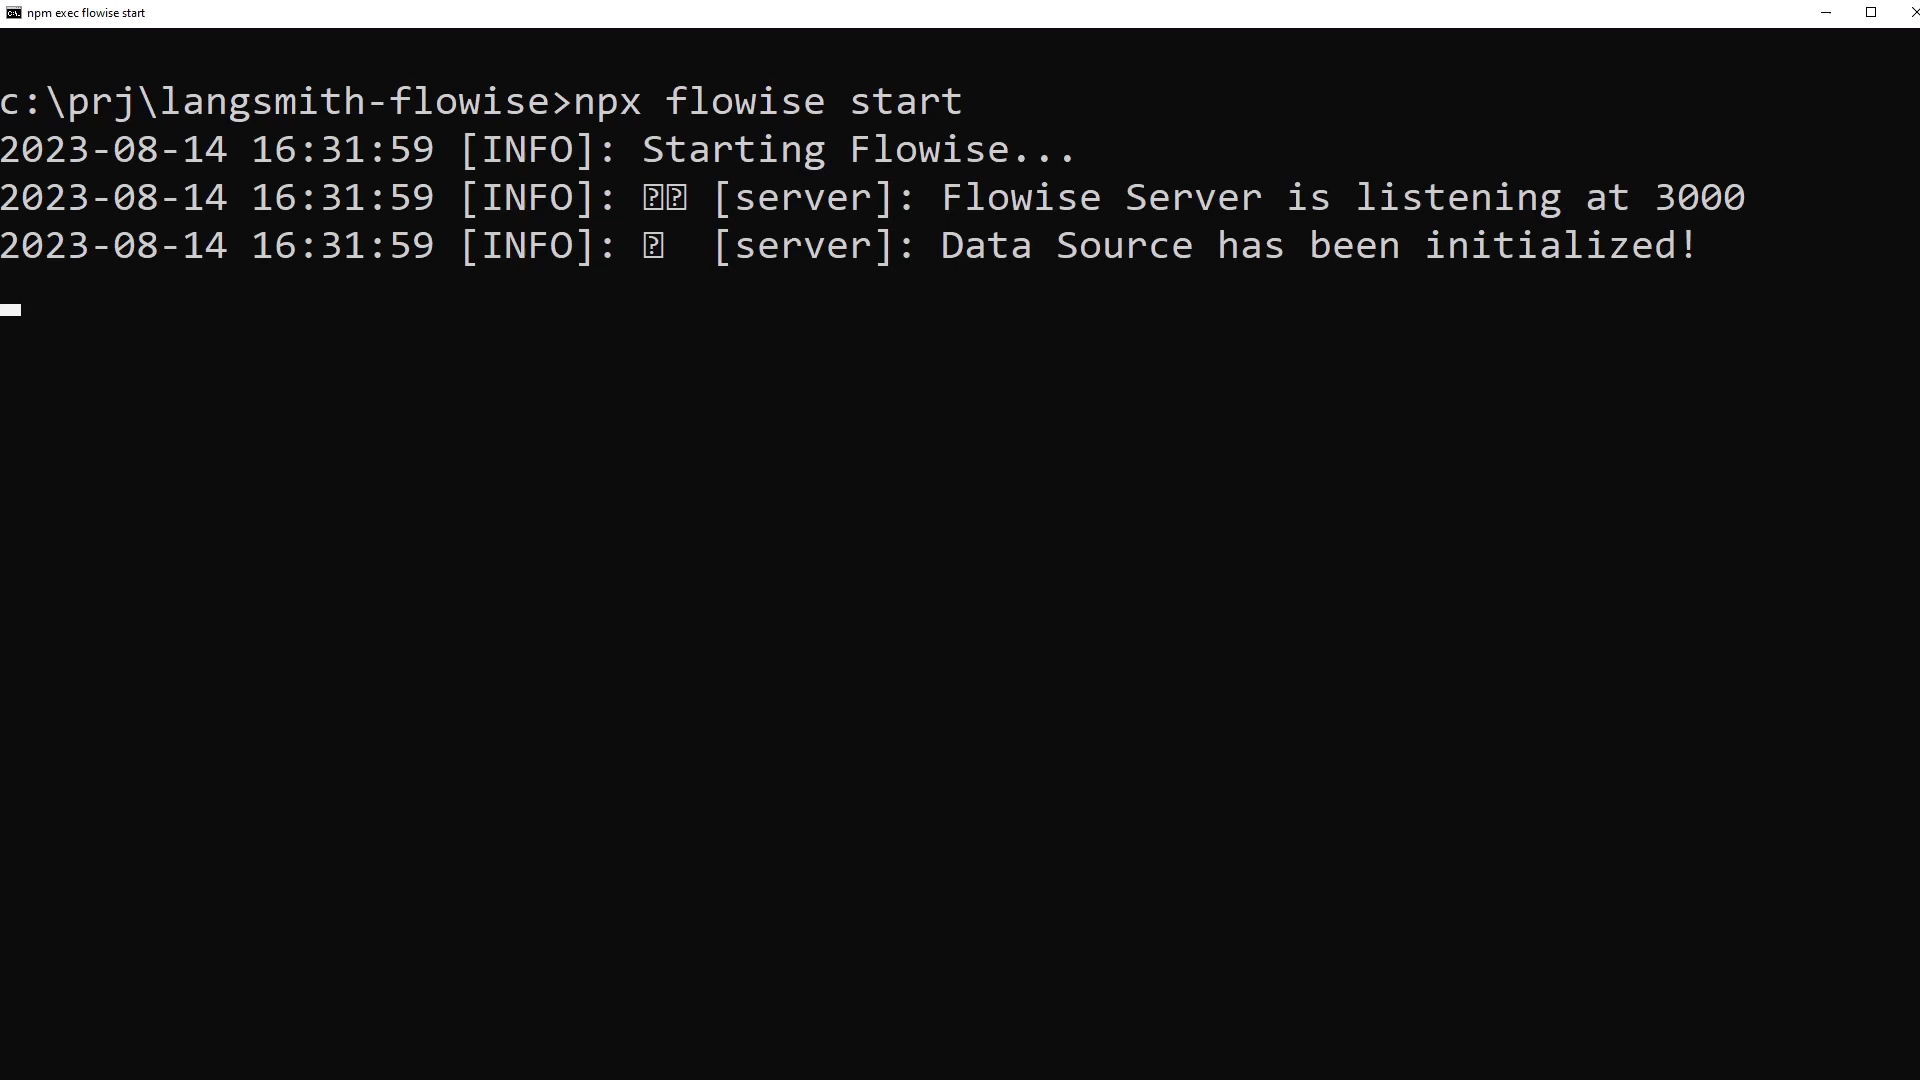 npm exec flowise start
c:\prj\langsmith-flowise>npx flowise start
2023-08-14 16:31:59 [INFO]: Starting Flowise...
2023-08-14 16:31:59 [INFO]: ⍰⍰ [server]: Flowise Server is listening at 3000
2023-08-14 16:31:59 [INFO]: ⍰  [server]: Data Source has been initialized!